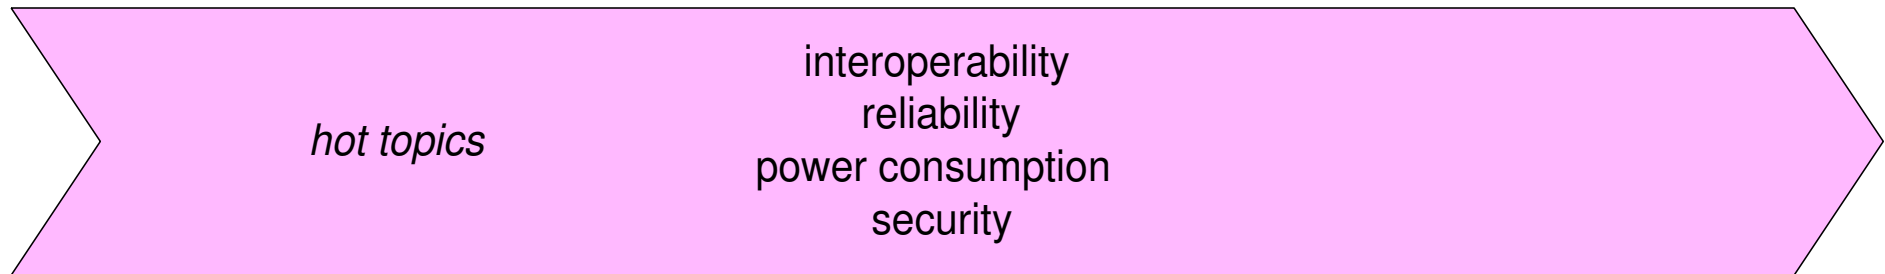 hot topics
interoperability
reliability
power consumption
security